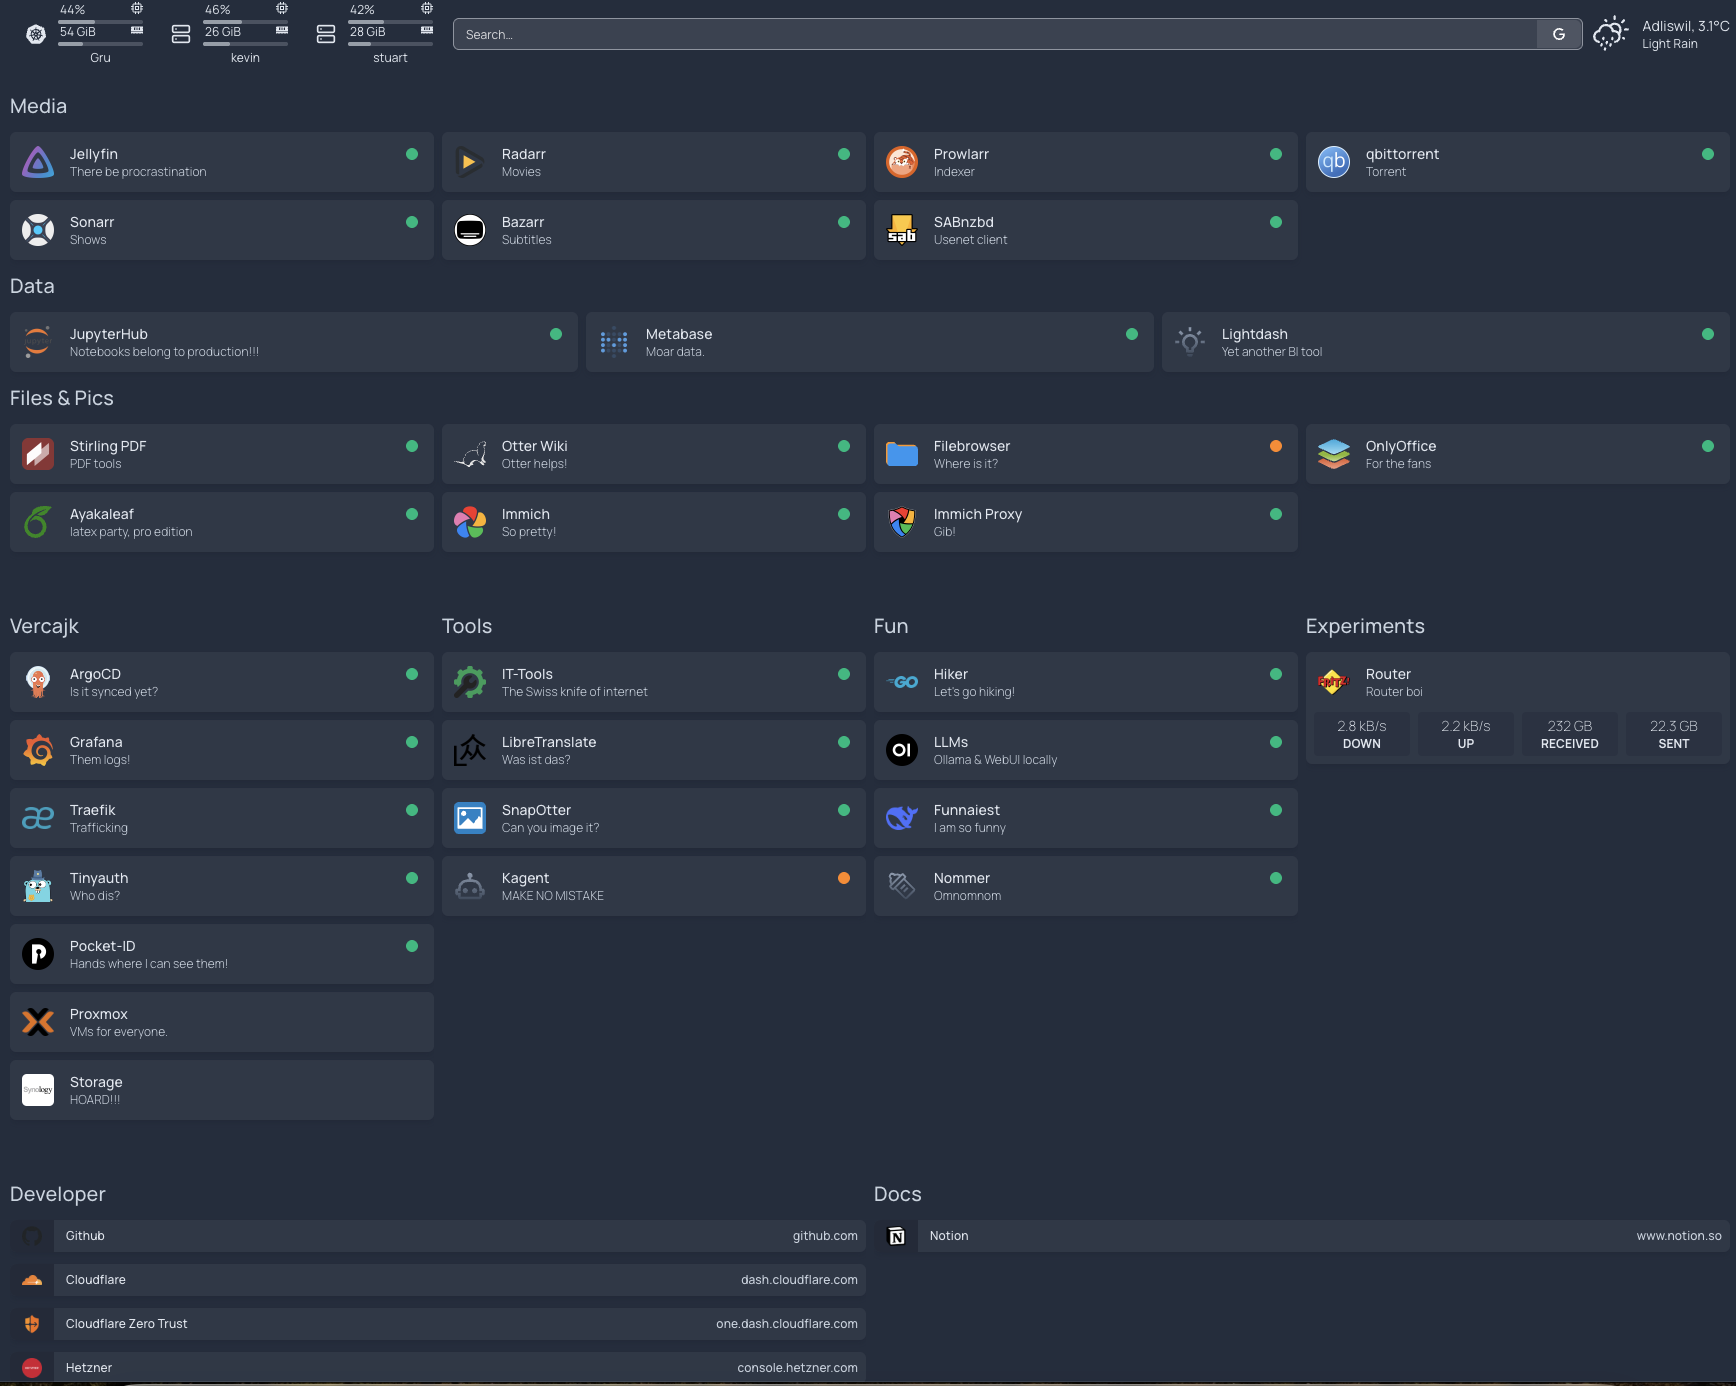 44%
54 GiB
Gru
46%
26 GiB
kevin
42%
28 GiB
stuart
Search...
G
Adliswil, 3.1°C
Light Rain
Media
Jellyfin
There be procrastination
Radarr
Movies
Prowlarr
Indexer
qb
qbittorrent
Torrent
Sonarr
Shows
Bazarr
Subtitles
sab
SABnzbd
Usenet client
Data
JupyterHub
Notebooks belong to production!!!
Metabase
Moar data.
Lightdash
Yet another BI tool
Files & Pics
Stirling PDF
PDF tools
Otter Wiki
Otter helps!
Filebrowser
Where is it?
OnlyOffice
For the fans
Ayakaleaf
latex party, pro edition
Immich
So pretty!
Immich Proxy
Gib!
Vercajk
ArgoCD
Is it synced yet?
Grafana
Them logs!
Traefik
Trafficking
Tinyauth
Who dis?
Pocket-ID
Hands where I can see them!
Proxmox
VMs for everyone.
Synology
Storage
HOARD!!!
Tools
IT-Tools
The Swiss knife of internet
LibreTranslate
Was ist das?
SnapOtter
Can you image it?
Kagent
MAKE NO MISTAKE
Fun
GO
Hiker
Let's go hiking!
OI
LLMs
Ollama & WebUI locally
Funnaiest
I am so funny
Nommer
Omnomnom
Experiments
FRITZ!
Router
Router boi
2.8 kB/s
DOWN
2.2 kB/s
UP
232 GB
RECEIVED
22.3 GB
SENT
Developer
Github
github.com
Cloudflare
dash.cloudflare.com
Cloudflare Zero Trust
one.dash.cloudflare.com
Hetzner
console.hetzner.com
Docs
N
Notion
www.notion.so